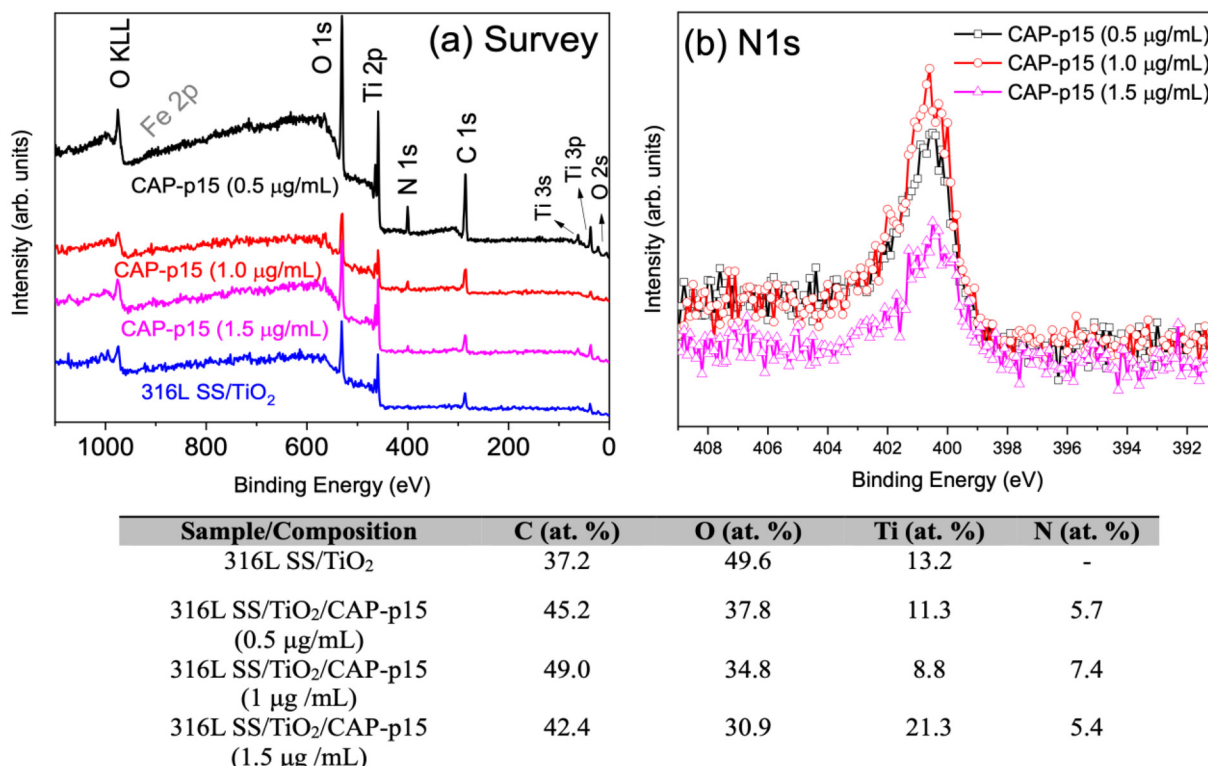 (a) Survey
O KLL
Fe 2p
O 1s
Ti 2p
N 1s
C 1s
Ti 3s
Ti 3p
O 2s
CAP-p15 (0.5 µg/mL)
CAP-p15 (1.0 µg/mL)
CAP-p15 (1.5 µg/mL)
316L SS/TiO₂
Intensity (arb. units)
1000 800 600 400 200 0
Binding Energy (eV)
(b) N1s
CAP-p15 (0.5 µg/mL)
CAP-p15 (1.0 µg/mL)
CAP-p15 (1.5 µg/mL)
Intensity (arb. units)
408 406 404 402 400 398 396 394 392
Binding Energy (eV)
Sample/Composition C (at. %) O (at. %) Ti (at. %) N (at. %)
316L SS/TiO₂ 37.2 49.6 13.2 -
316L SS/TiO₂/CAP-p15 45.2 37.8 11.3 5.7
(0.5 µg/mL)
316L SS/TiO₂/CAP-p15 49.0 34.8 8.8 7.4
(1 µg /mL)
316L SS/TiO₂/CAP-p15 42.4 30.9 21.3 5.4
(1.5 µg /mL)